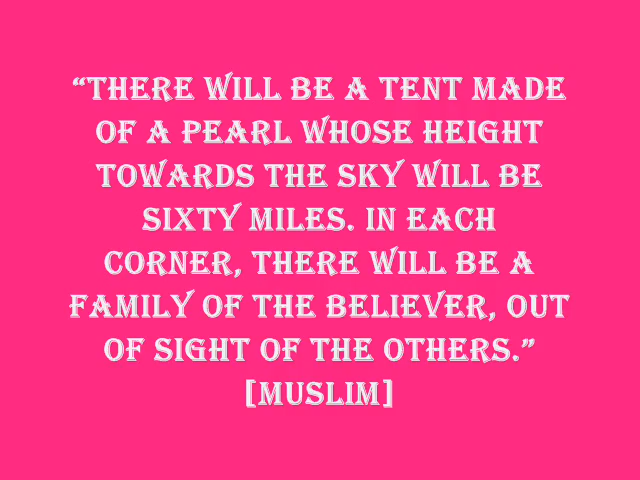 “THERE WILL BE A TENT MADE
OF A PEARL WHOSE HEIGHT
TOWARDS THE SKY WILL BE
SIXTY MILES. IN EACH
CORNER, THERE WILL BE A
FAMILY OF THE BELIEVER, OUT
OF SIGHT OF THE OTHERS.”
[MUSLIM]